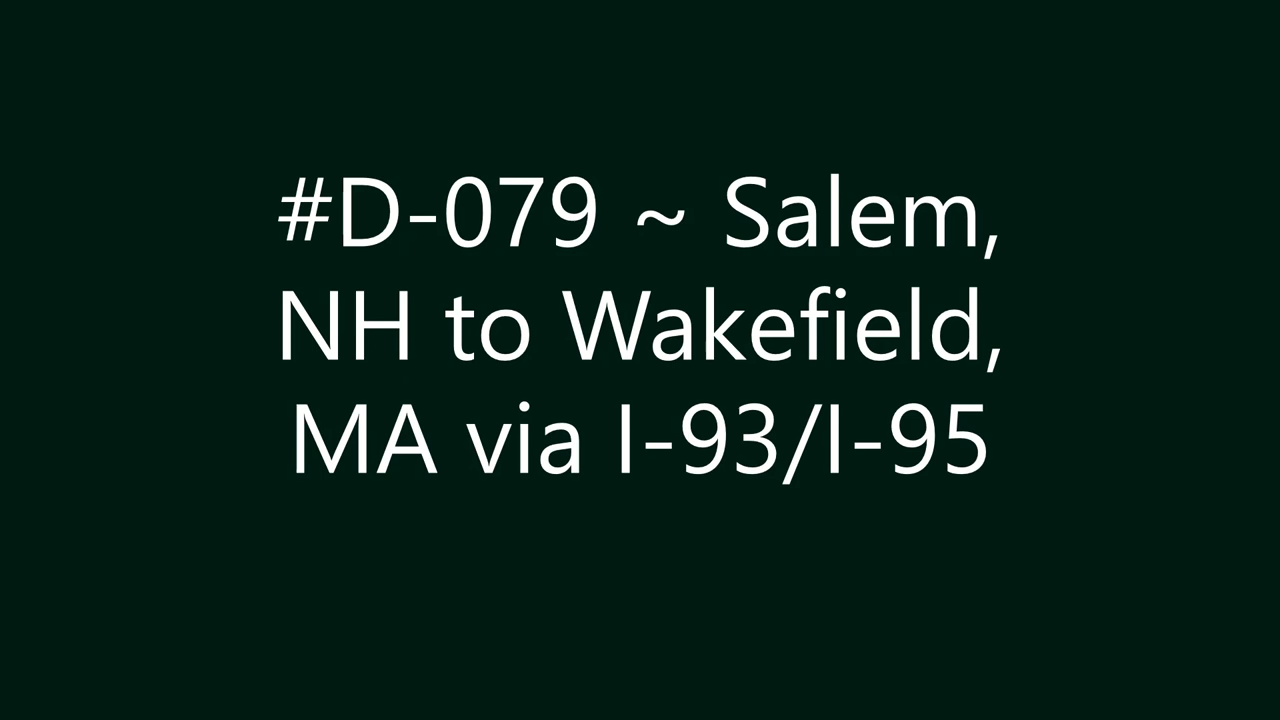 #D-079 ~ Salem,
NH to Wakefield,
MA via I-93/I-95